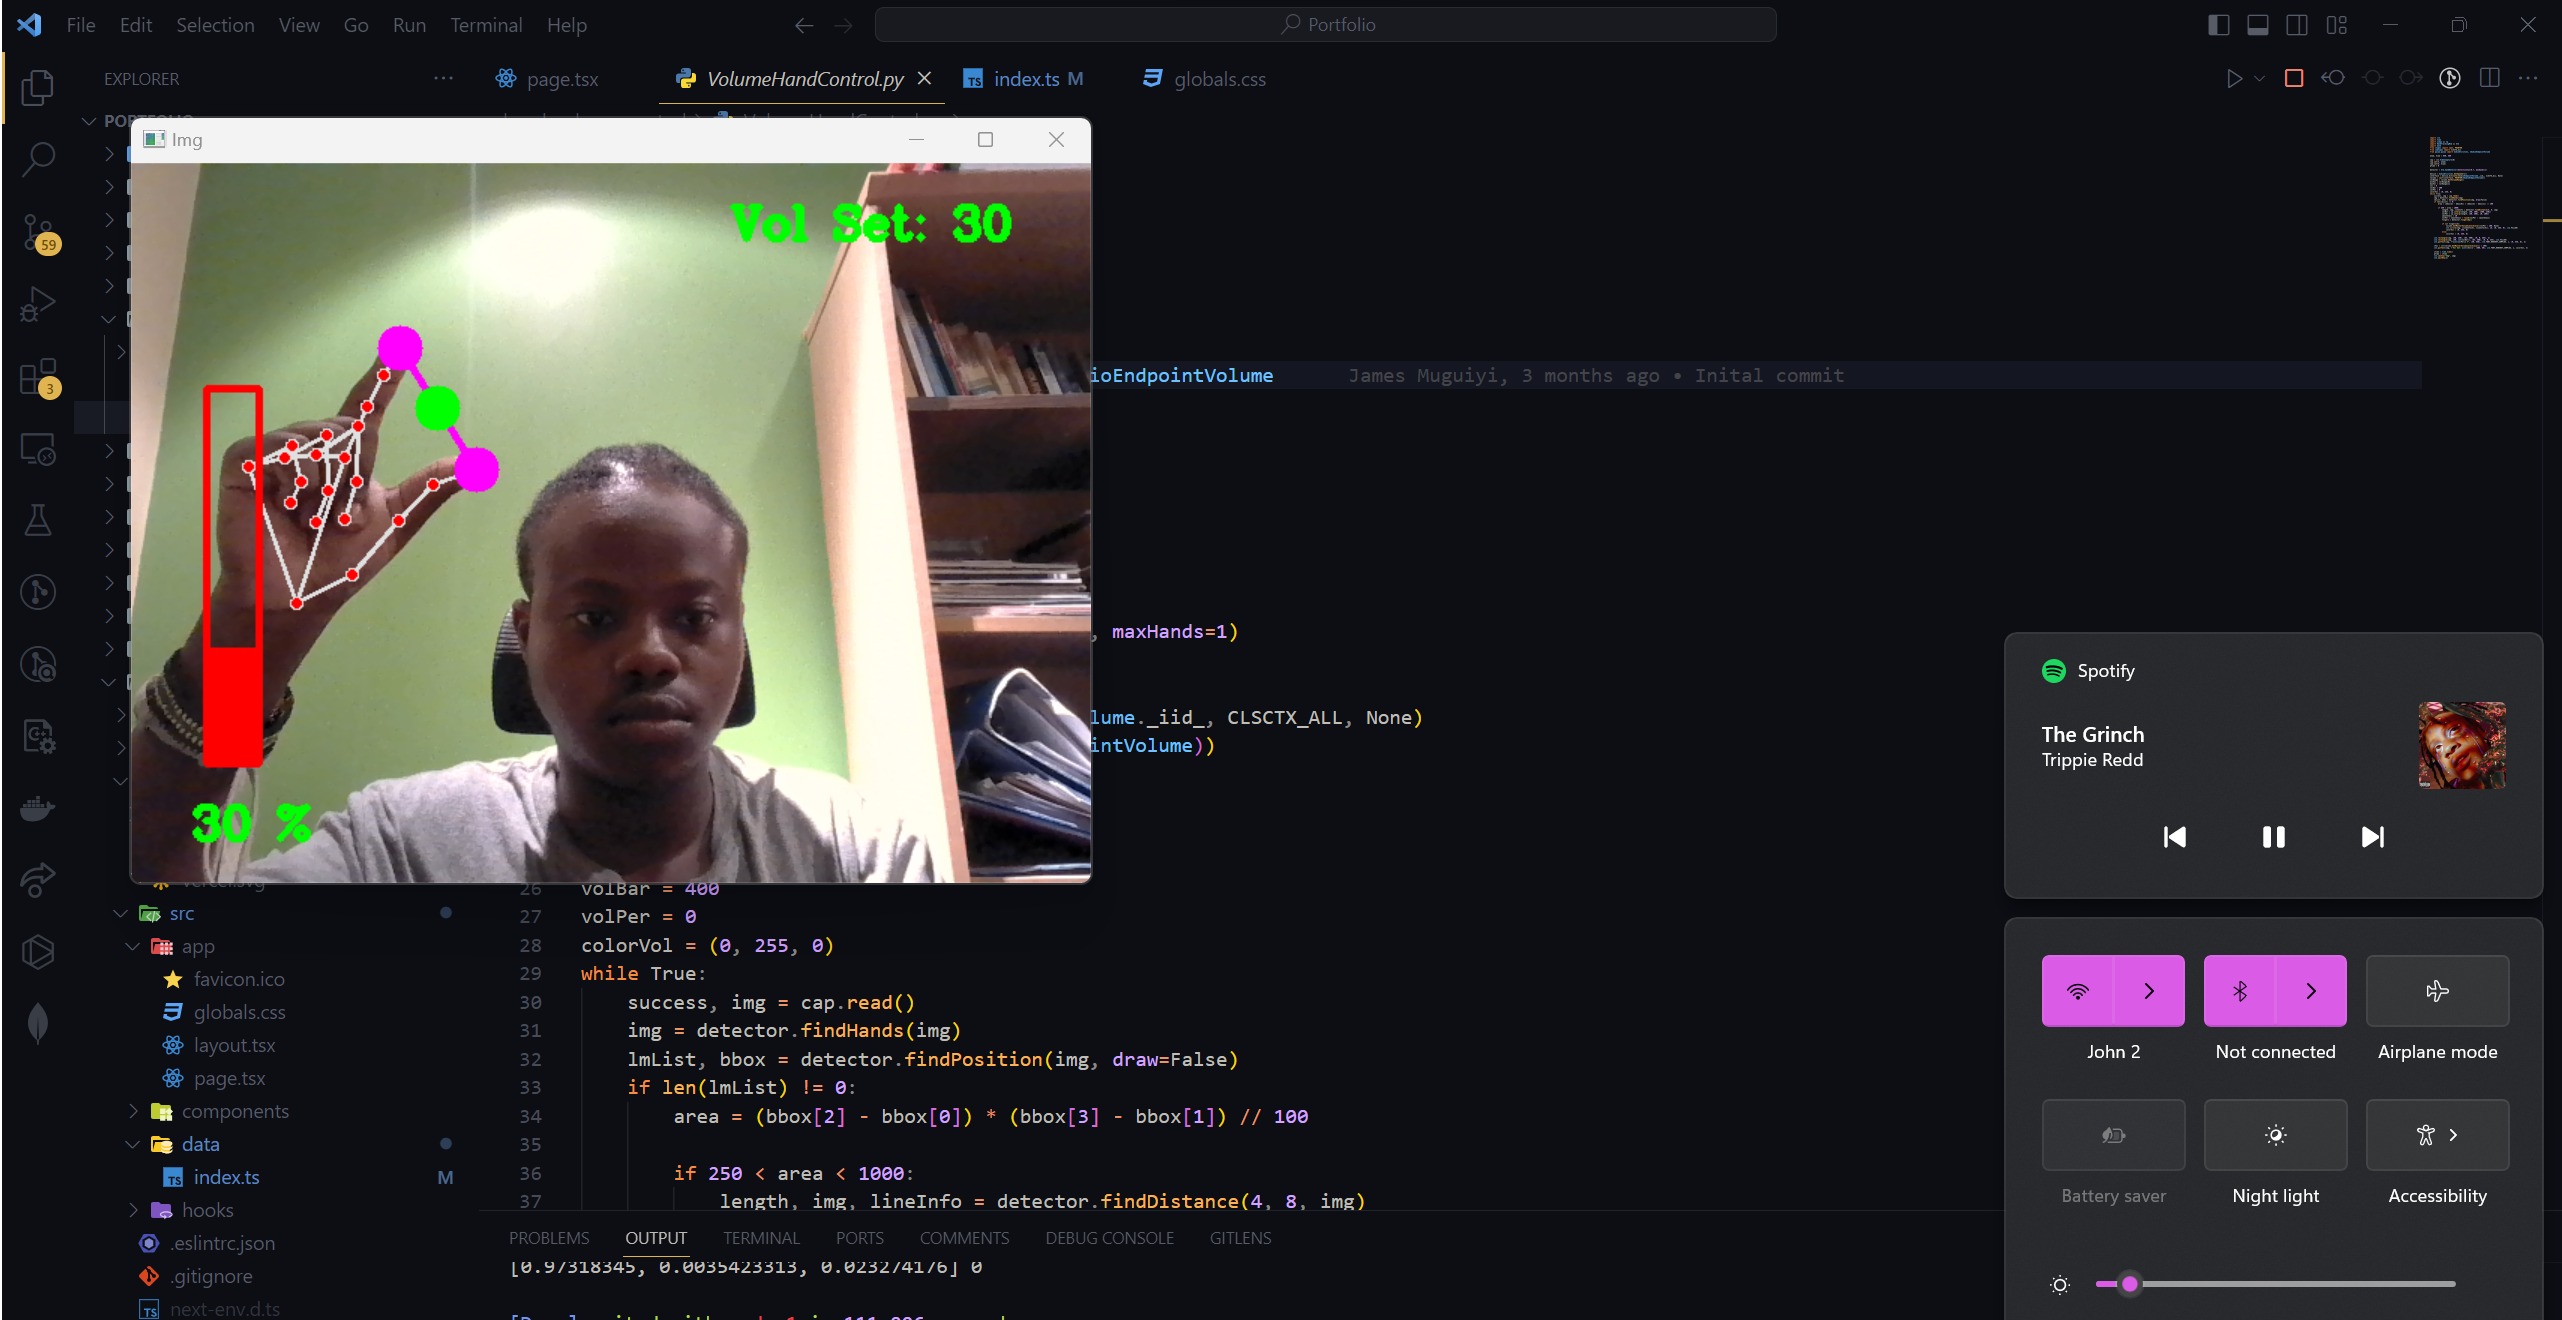 File Edit Selection View Go Run Terminal Help
Portfolio
EXPLORER
page.tsx
VolumeHandControl.py
TS index.ts M
globals.css
Img
Vol Set: 30
30 %
59
3
ioEndpointVolume James Muguiyi, 3 months ago • Inital commit
, maxHands=1)
lume._iid_, CLSCTX_ALL, None)
intVolume))
26 volBar = 400
27 volPer = 0
28 colorVol = (0, 255, 0)
29 while True:
30 success, img = cap.read()
31 img = detector.findHands(img)
32 lmList, bbox = detector.findPosition(img, draw=False)
33 if len(lmList) != 0:
34 area = (bbox[2] - bbox[0]) * (bbox[3] - bbox[1]) // 100
35
36 if 250 < area < 1000:
37 length, img, lineInfo = detector.findDistance(4, 8, img)
src
app
favicon.ico
globals.css
layout.tsx
page.tsx
components
data
TS index.ts M
hooks
.eslintrc.json
.gitignore
TS next-env.d.ts
PROBLEMS OUTPUT TERMINAL PORTS COMMENTS DEBUG CONSOLE GITLENS
[0.97318345, 0.0035423313, 0.023274176] 0
Spotify
The Grinch
Trippie Redd
John 2
Not connected
Airplane mode
Battery saver
Night light
Accessibility